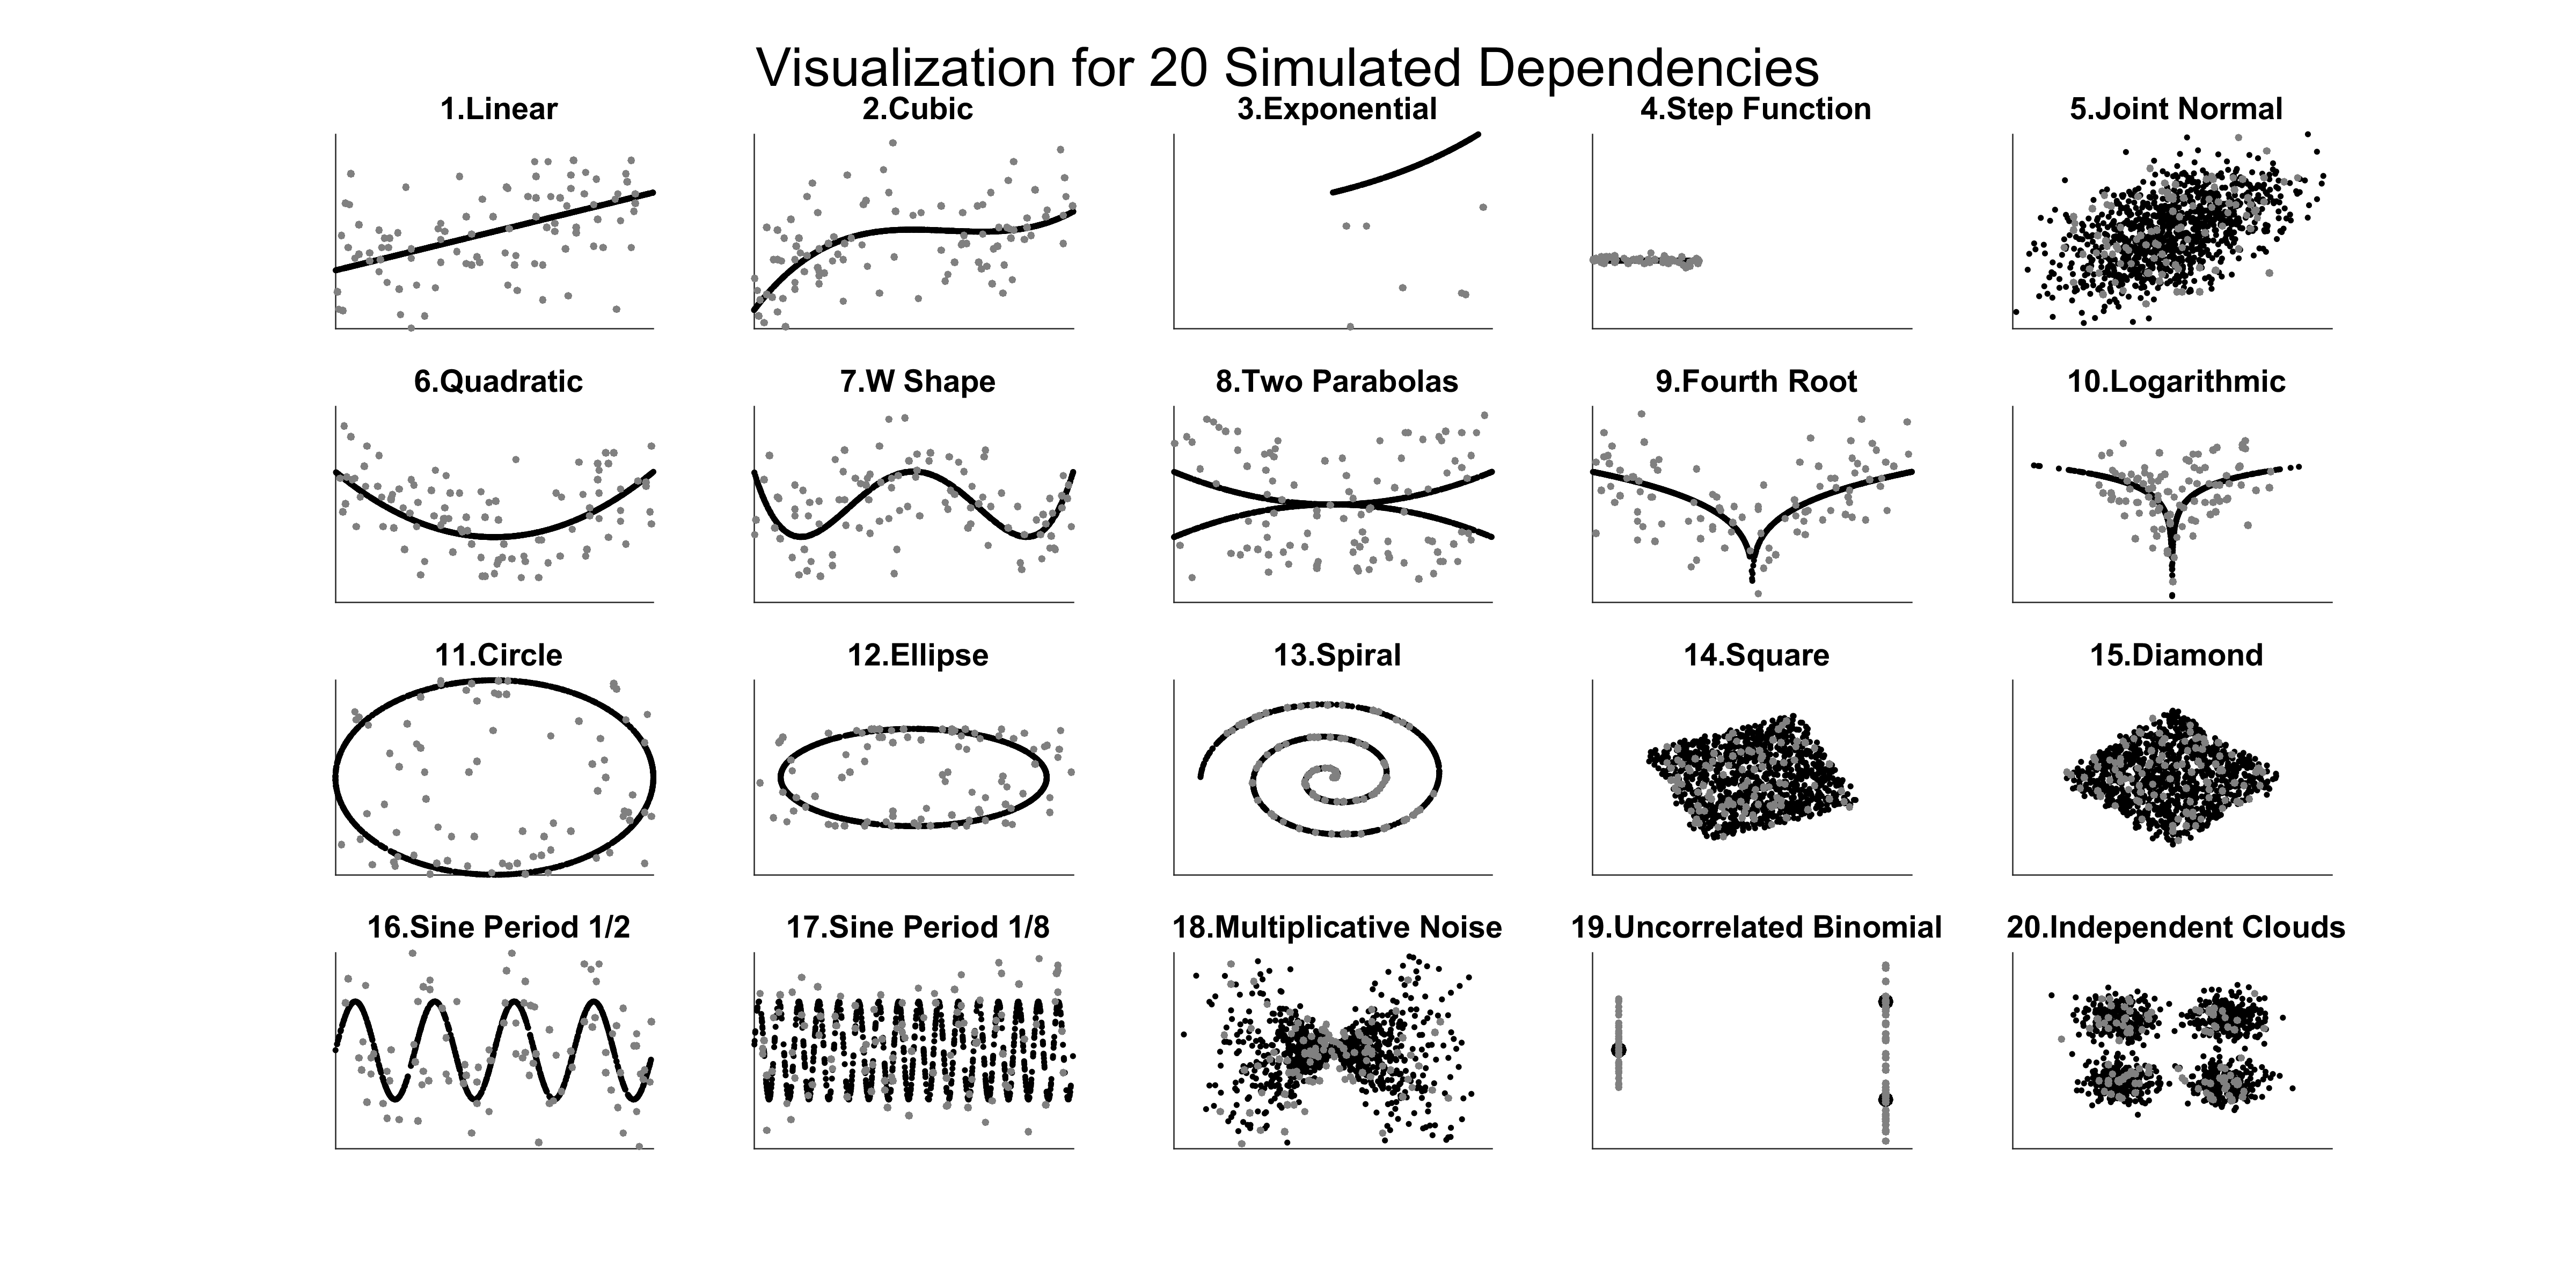 Visualization for 20 Simulated Dependencies
1.Linear
2.Cubic
3.Exponential
4.Step Function
5.Joint Normal
6.Quadratic
7.W Shape
8.Two Parabolas
9.Fourth Root
10.Logarithmic
11.Circle
12.Ellipse
13.Spiral
14.Square
15.Diamond
16.Sine Period 1/2
17.Sine Period 1/8
18.Multiplicative Noise
19.Uncorrelated Binomial
20.Independent Clouds